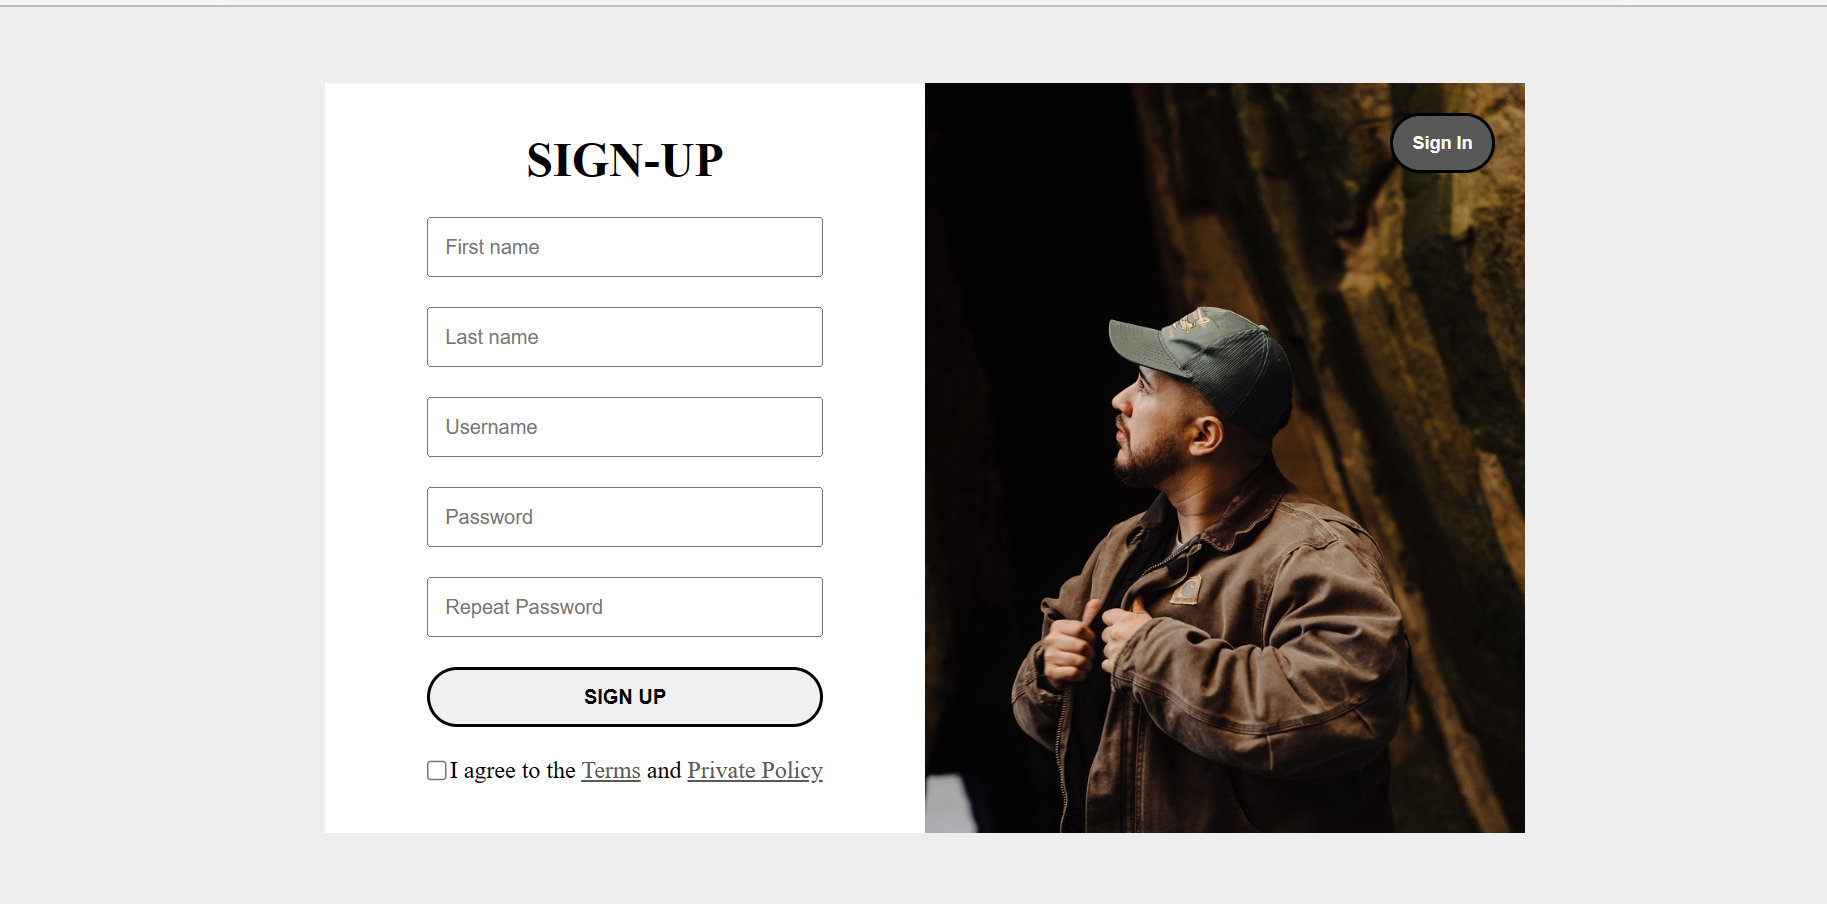 SIGN-UP
Sign In
First name
Last name
Username
Password
Repeat Password
SIGN UP
I agree to the Terms and Private Policy